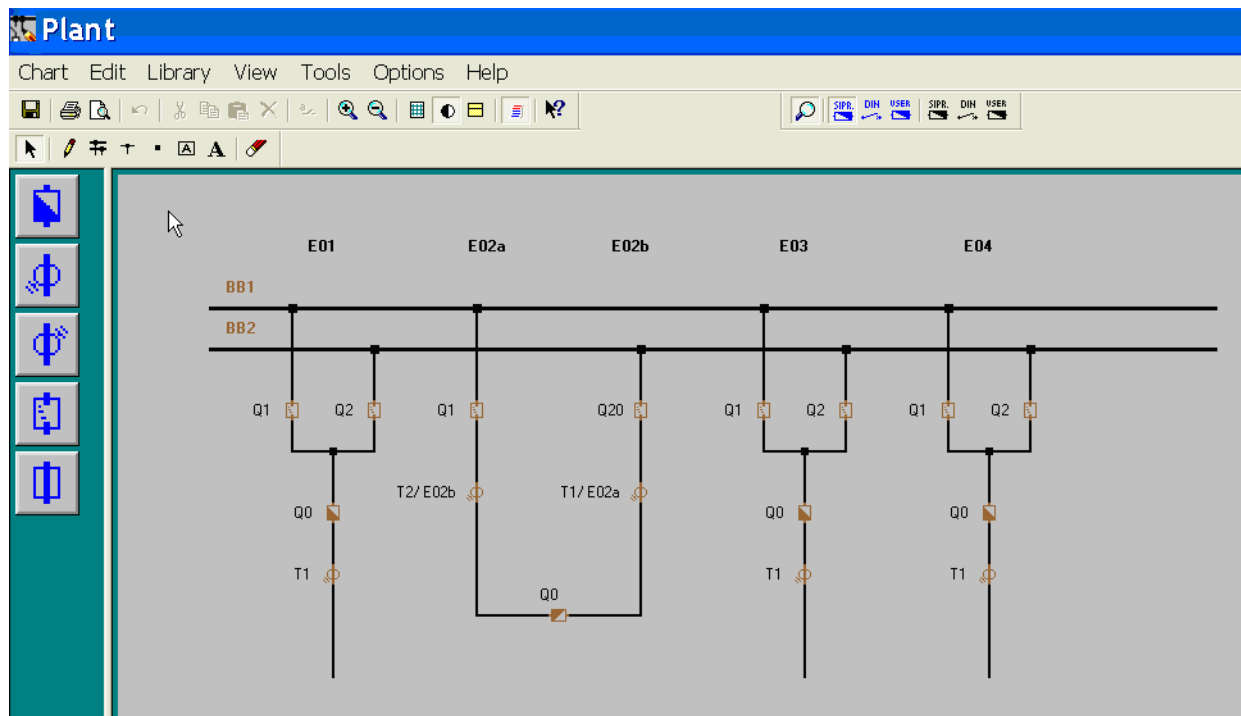 Plant
Chart Edit Library View Tools Options Help
SIPR. DIN USER SIPR. DIN USER
A A
E01 E02a E02b E03 E04
BB1
BB2
Q1 Q2 Q1 Q20 Q1 Q2 Q1 Q2
T2/E02b T1/E02a
Q0 Q0 Q0
T1 T1 T1
Q0